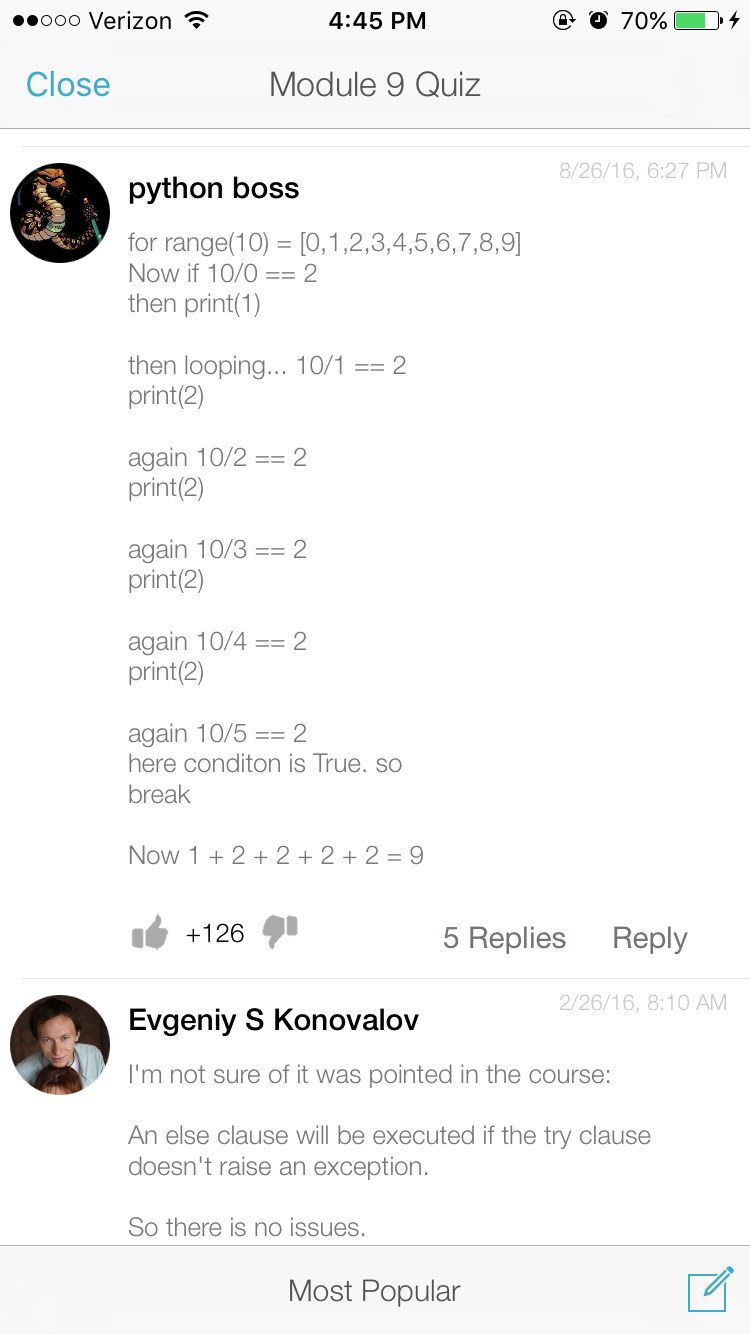 Verizon 4:45 PM 70%
Close Module 9 Quiz
8/26/16, 6:27 PM
python boss
for range(10) = [0,1,2,3,4,5,6,7,8,9]
Now if 10/0 == 2
then print(1)
then looping... 10/1 == 2
print(2)
again 10/2 == 2
print(2)
again 10/3 == 2
print(2)
again 10/4 == 2
print(2)
again 10/5 == 2
here conditon is True. so
break
Now 1 + 2 + 2 + 2 + 2 = 9
+126 5 Replies Reply
2/26/16, 8:10 AM
Evgeniy S Konovalov
I'm not sure of it was pointed in the course:
An else clause will be executed if the try clause
doesn't raise an exception.
So there is no issues.
Most Popular